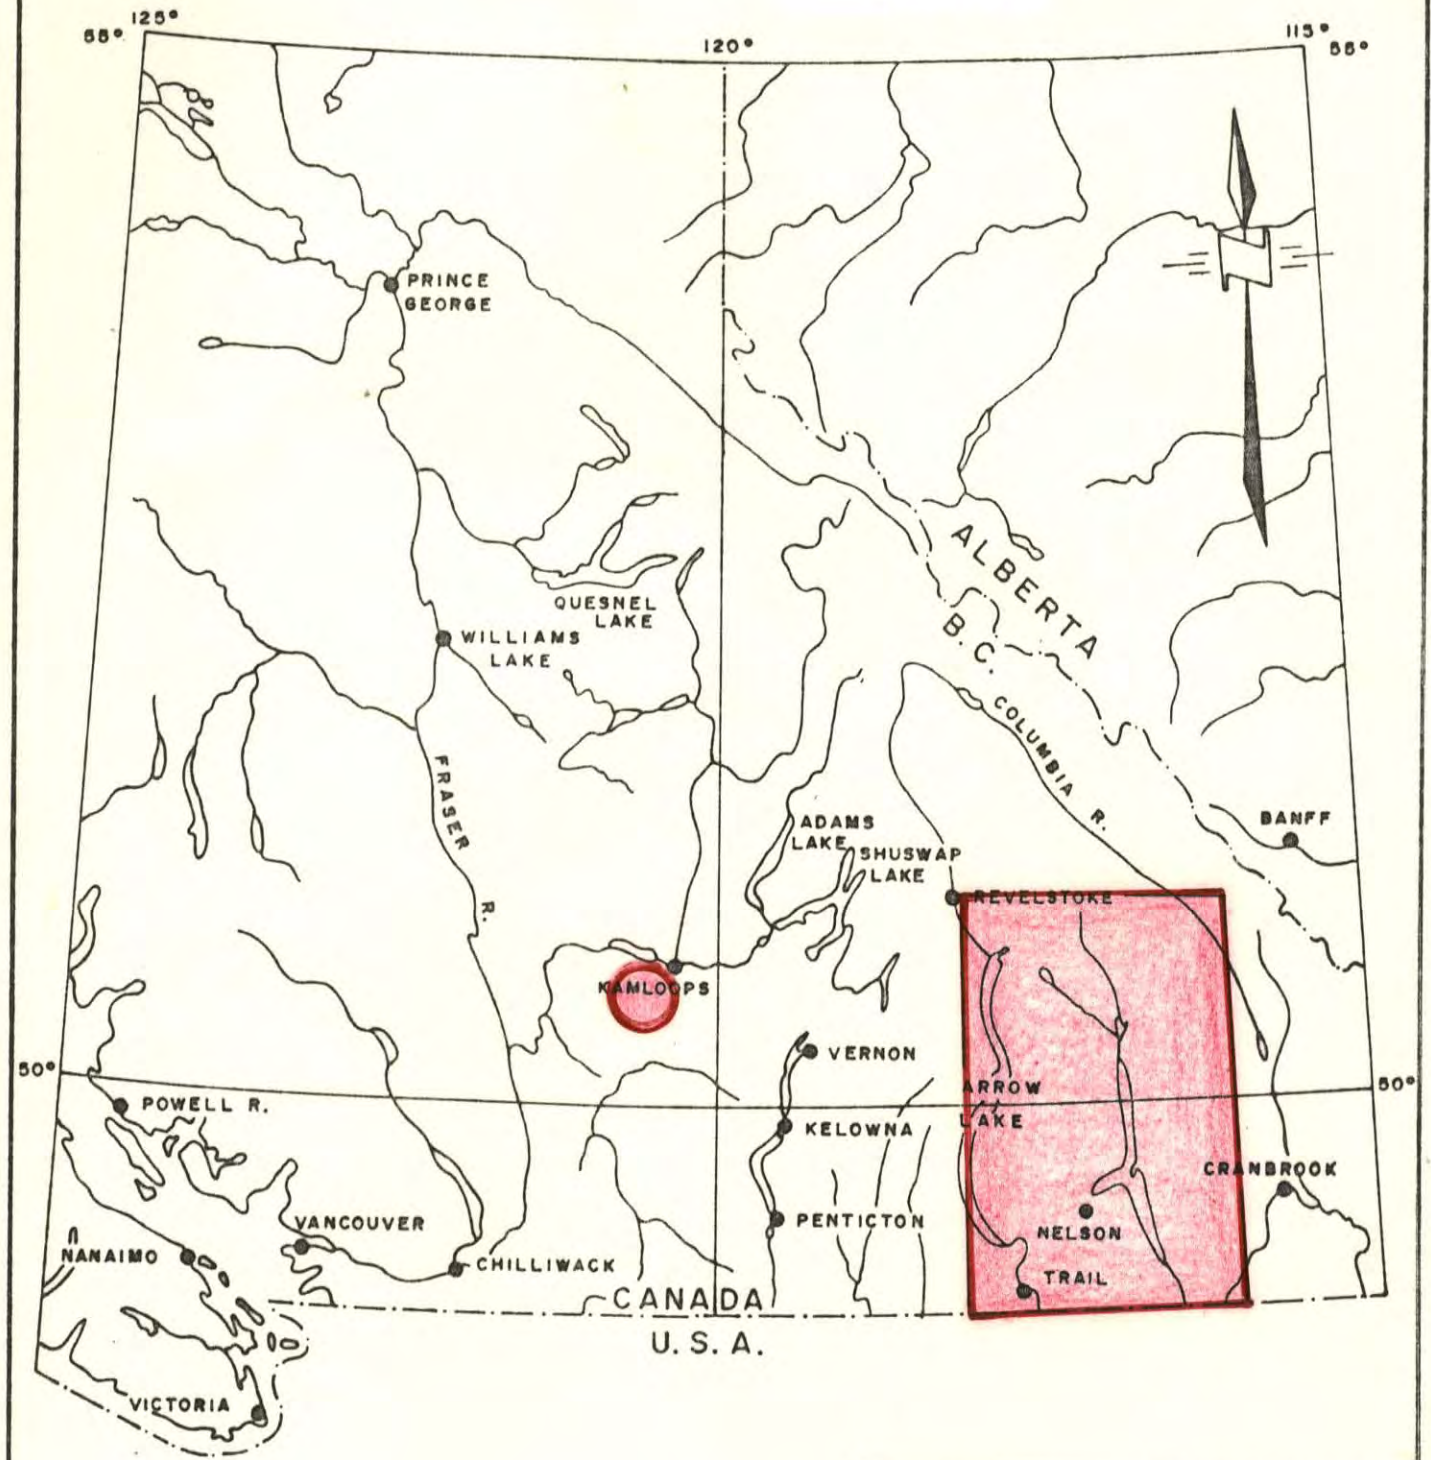 125°
55°
120°
115°
55°
PRINCE
GEORGE
ALBERTA
B.C.
QUESNEL
LAKE
WILLIAMS
LAKE
COLUMBIA R.
FRASER R.
ADAMS
LAKE
SHUSWAP
LAKE
BANFF
REVELSTOKE
KAMLOOPS
VERNON
50°
50°
ARROW
LAKE
POWELL R.
KELOWNA
CRANBROOK
VANCOUVER
PENTICTON
NELSON
NANAIMO
CHILLIWACK
TRAIL
CANADA
U.S.A.
VICTORIA